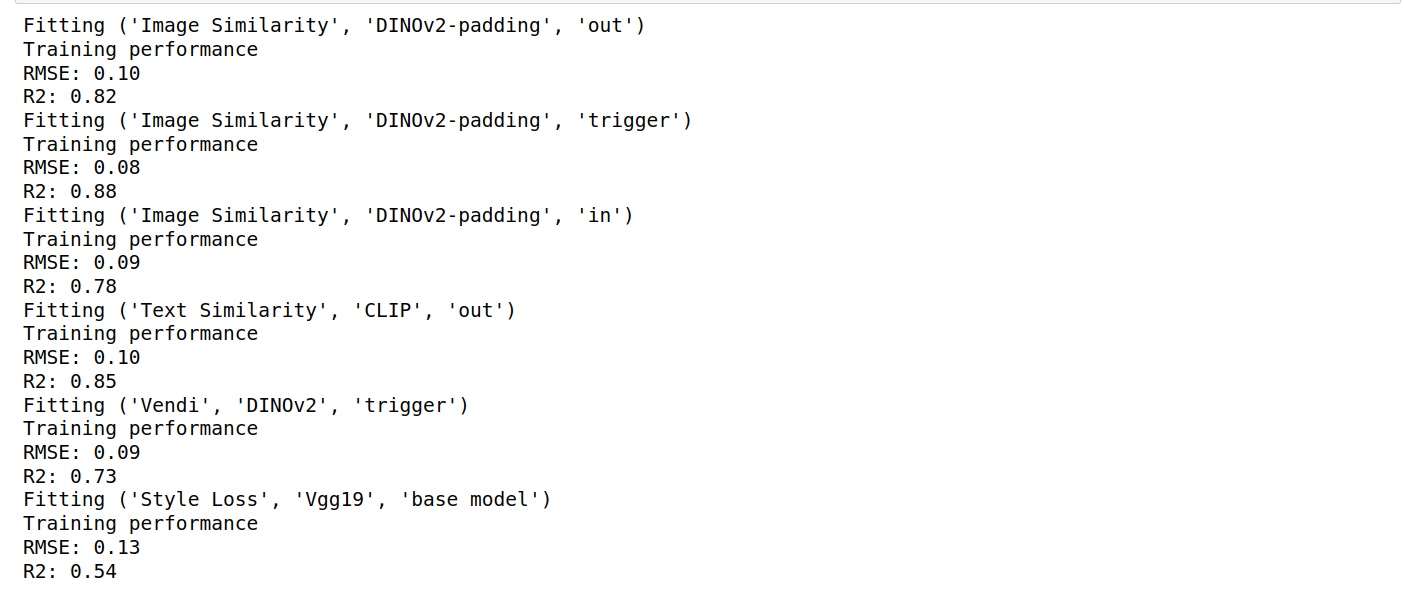 Fitting ('Image Similarity', 'DINOv2-padding', 'out')
Training performance
RMSE: 0.10
R2: 0.82
Fitting ('Image Similarity', 'DINOv2-padding', 'trigger')
Training performance
RMSE: 0.08
R2: 0.88
Fitting ('Image Similarity', 'DINOv2-padding', 'in')
Training performance
RMSE: 0.09
R2: 0.78
Fitting ('Text Similarity', 'CLIP', 'out')
Training performance
RMSE: 0.10
R2: 0.85
Fitting ('Vendi', 'DINOv2', 'trigger')
Training performance
RMSE: 0.09
R2: 0.73
Fitting ('Style Loss', 'Vgg19', 'base model')
Training performance
RMSE: 0.13
R2: 0.54